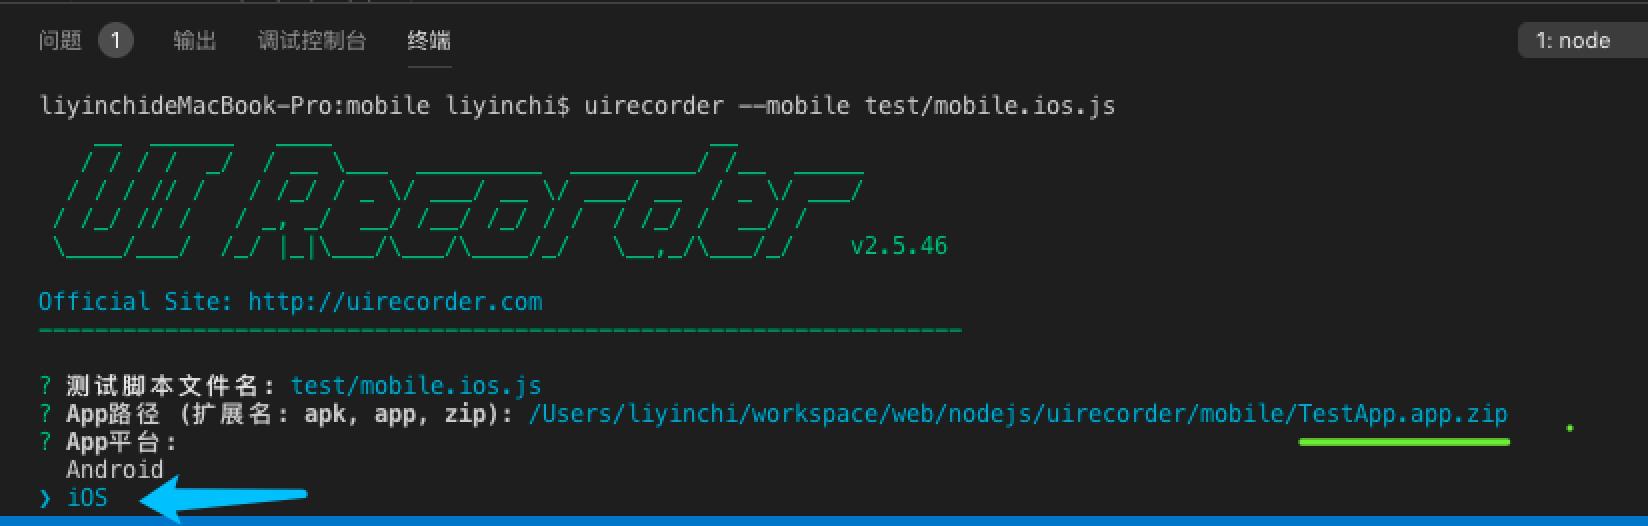 问题 1 输出 调试控制台 终端 1: node
liyinchideMacBook-Pro:mobile liyinchi$ uirecorder --mobile test/mobile.ios.js
UI Recorder v2.5.46
Official Site: http://uirecorder.com
? 测试脚本文件名: test/mobile.ios.js
? App路径 (扩展名: apk, app, zip): /Users/liyinchi/workspace/web/nodejs/uirecorder/mobile/TestApp.app.zip
? App平台:
Android
❯ iOS